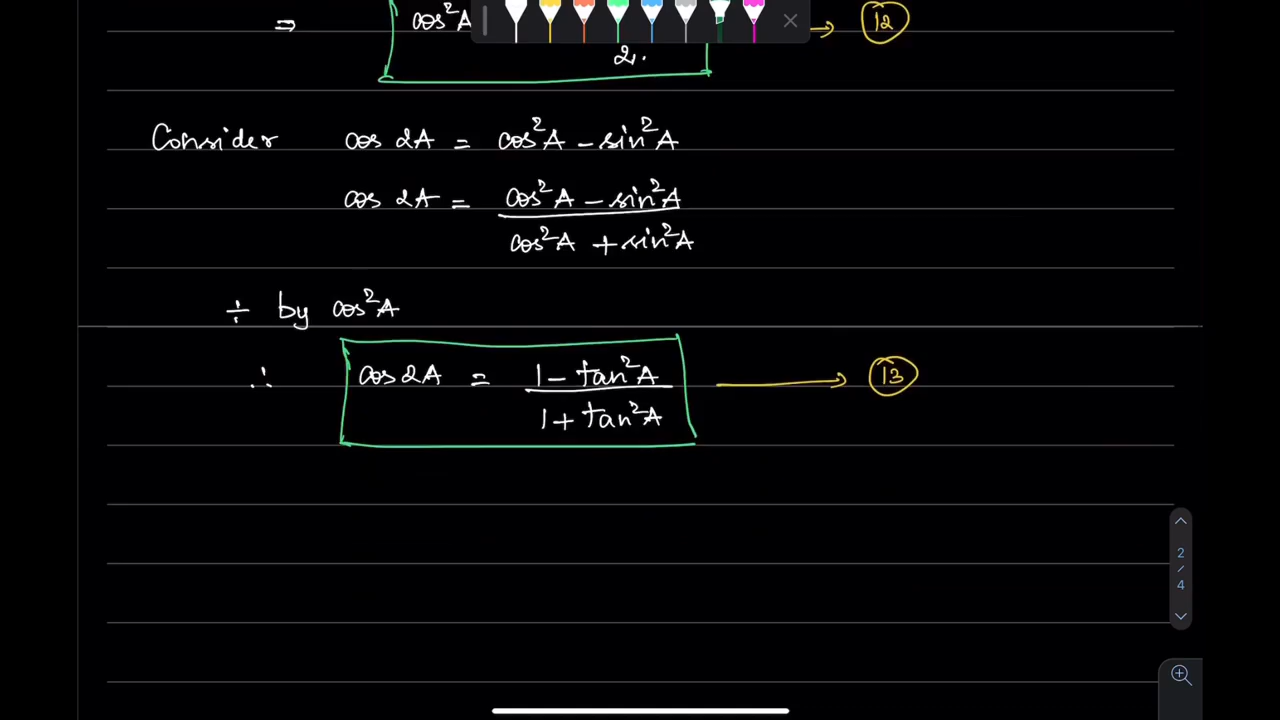 ⇒ cos²A
2. → 12
Consider cos 2A = cos²A - sin²A
cos 2A = cos²A - sin²A
cos²A + sin²A
÷ by cos²A
∴ cos 2A = 1 - tan²A → 13
1 + tan²A
2
/
4